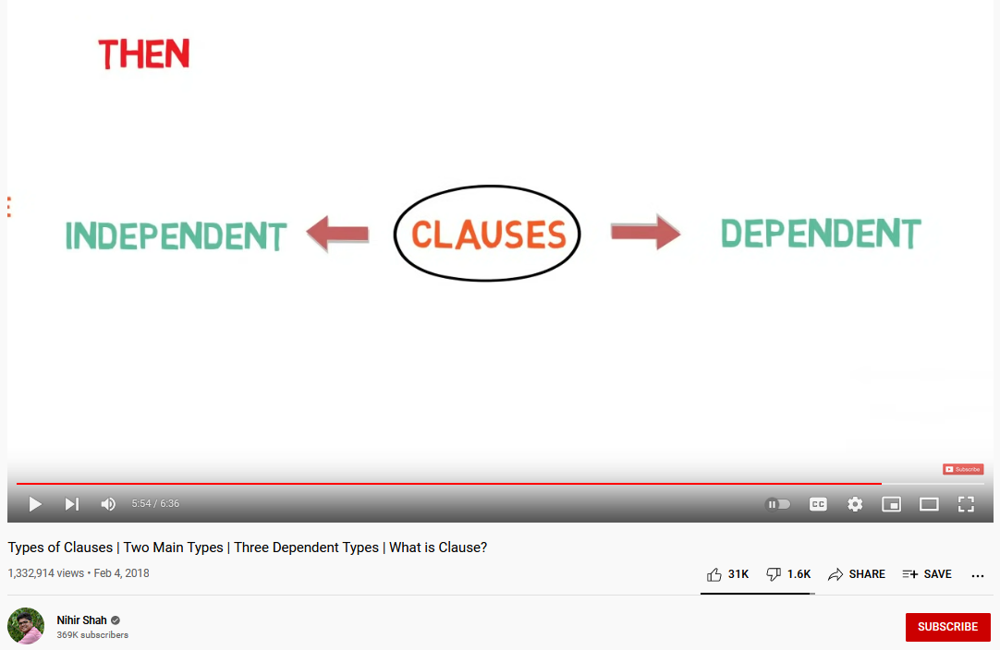 THEN
INDEPENDENT CLAUSES DEPENDENT
Subscribe
5:54 / 6:36 CC
Types of Clauses | Two Main Types | Three Dependent Types | What is Clause?
1,332,914 views • Feb 4, 2018 31K 1.6K SHARE SAVE
Nihir Shah
369K subscribers
SUBSCRIBE